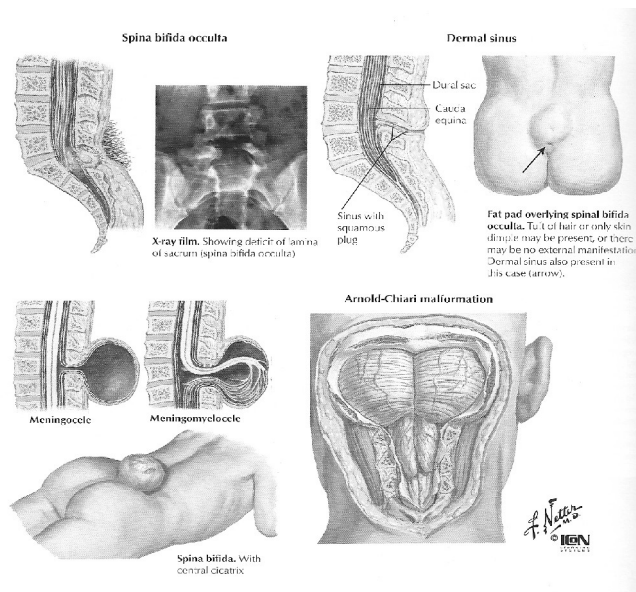 Spina bifida occulta
Dermal sinus
Dural sac
Cauda
equina
Sinus with
squamous
plug
X-ray film. Showing deficit of lamina
of sacrum (spina bifida occulta)
Fat pad overlying spinal bifida
occulta. Tuft of hair or only skin
dimple may be present, or there
may be no external manifestation
Dermal sinus also present in
this case (arrow).
Arnold-Chiari malformation
Meningocele
Meningomyelocele
Spina bifida. With
central cicatrix
F. Netter
M.D.
© ICON
LEARNING
SYSTEMS